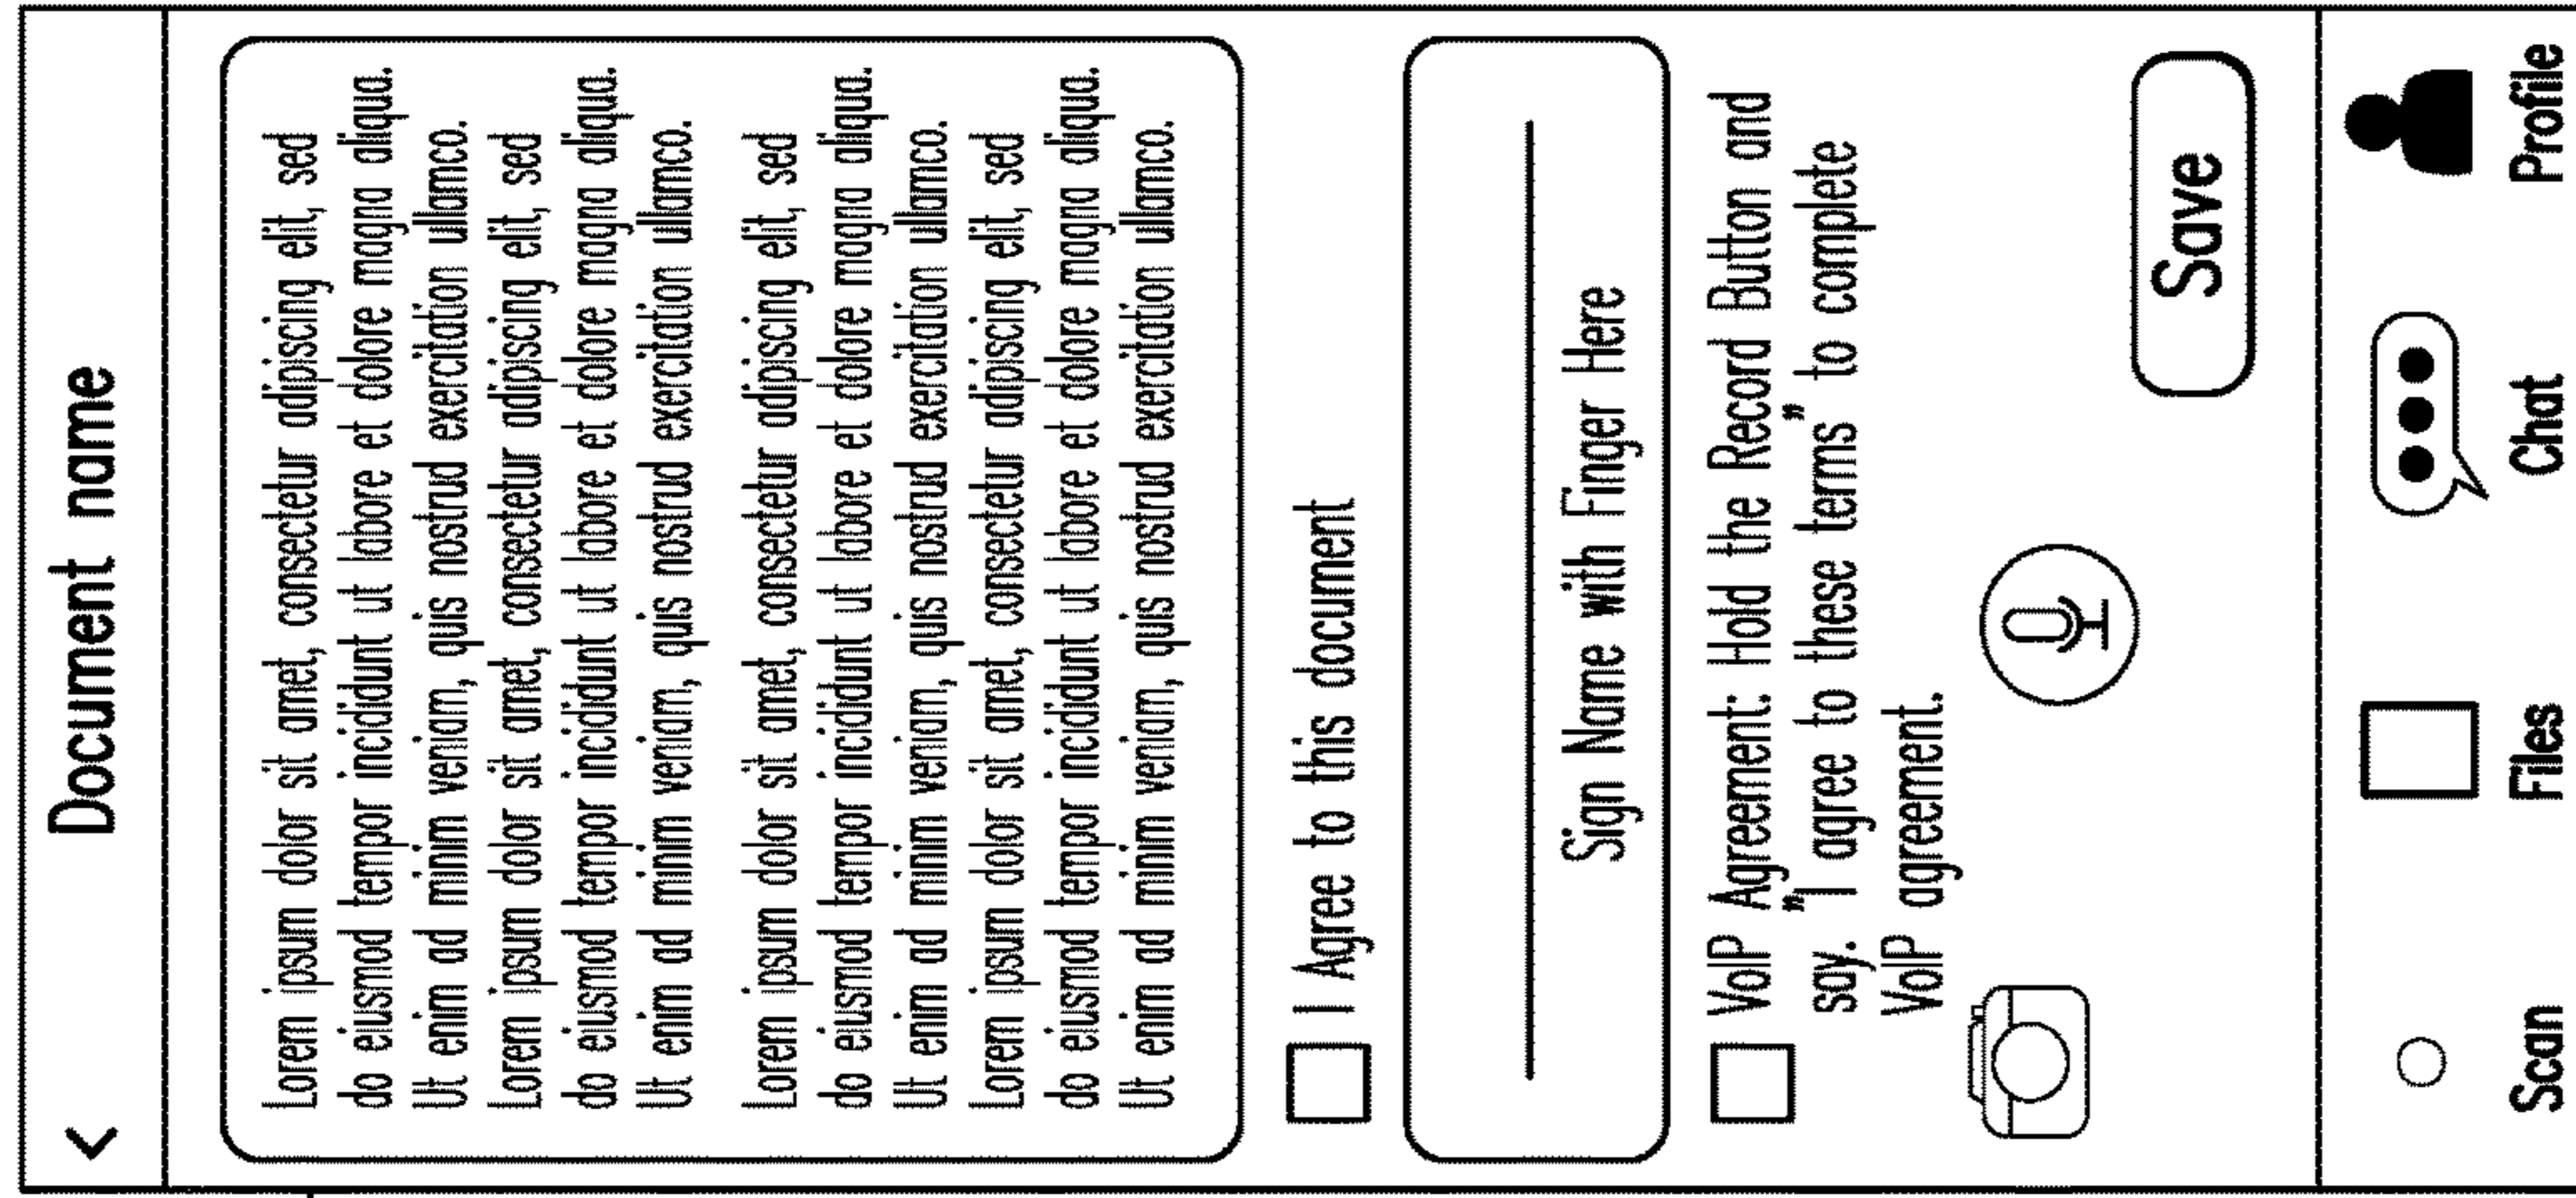 Document name
Lorem ipsum dolor sit amet, consectetur adipiscing elit, sed
do eiusmod tempor incididunt ut labore et dolore magna aliqua.
Ut enim ad minim veniam, quis nostrud exercitation ullamco.
Lorem ipsum dolor sit amet, consectetur adipiscing elit, sed
do eiusmod tempor incididunt ut labore et dolore magna aliqua.
Ut enim ad minim veniam, quis nostrud exercitation ullamco.
Lorem ipsum dolor sit amet, consectetur adipiscing elit, sed
do eiusmod tempor incididunt ut labore et dolore magna aliqua.
Ut enim ad minim veniam, quis nostrud exercitation ullamco.
Lorem ipsum dolor sit amet, consectetur adipiscing elit, sed
do eiusmod tempor incididunt ut labore et dolore magna aliqua.
Ut enim ad minim veniam, quis nostrud exercitation ullamco.
I Agree to this document
Sign Name with Finger Here
VoIP Agreement: Hold the Record Button and
say. "I agree to these terms" to complete
VoIP agreement.
Save
Scan Files Chat Profile